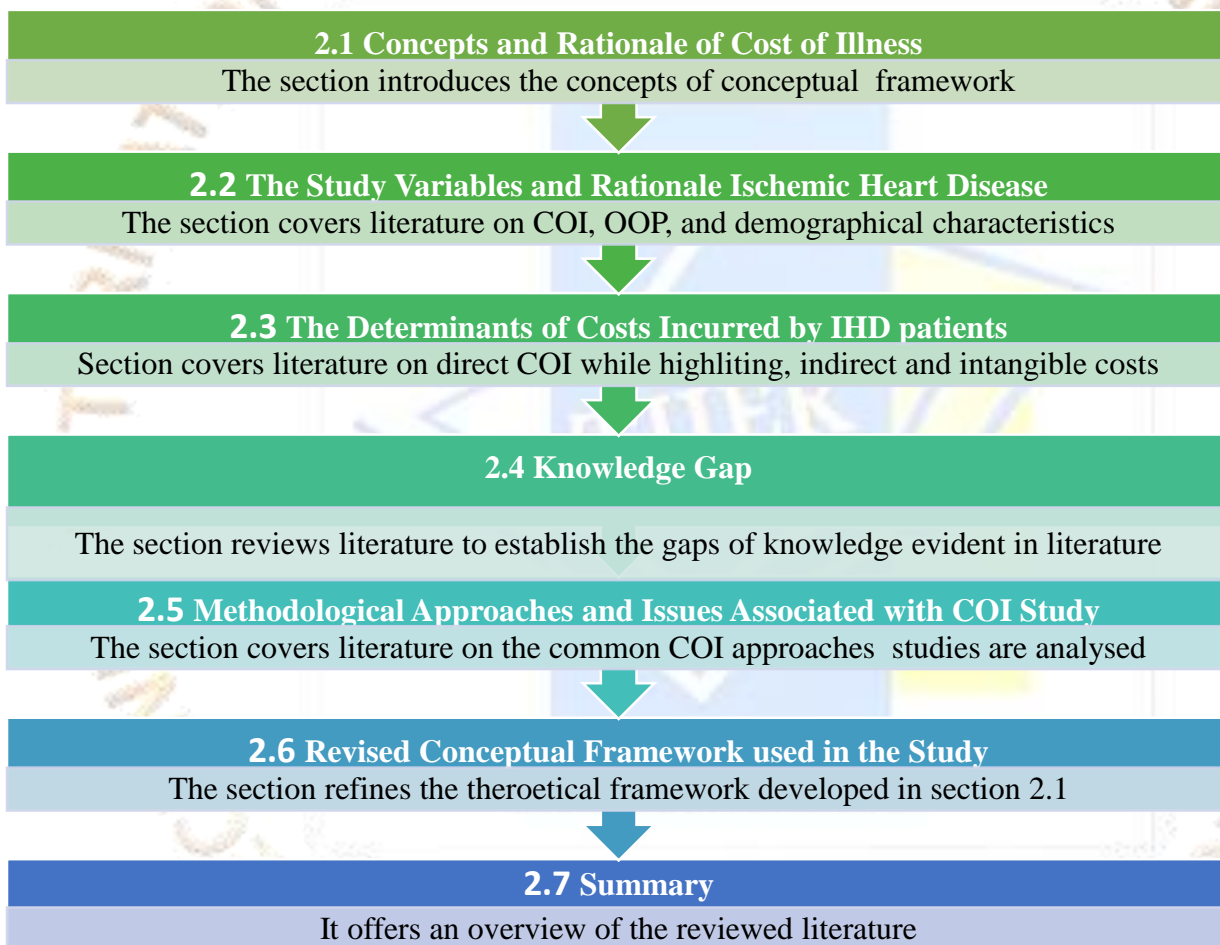 2.1 Concepts and Rationale of Cost of Illness
The section introduces the concepts of conceptual framework
2.2 The Study Variables and Rationale Ischemic Heart Disease
The section covers literature on COI, OOP, and demographical characteristics
2.3 The Determinants of Costs Incurred by IHD patients
Section covers literature on direct COI while highliting, indirect and intangible costs
2.4 Knowledge Gap
The section reviews literature to establish the gaps of knowledge evident in literature
2.5 Methodological Approaches and Issues Associated with COI Study
The section covers literature on the common COI approaches studies are analysed
2.6 Revised Conceptual Framework used in the Study
The section refines the theroetical framework developed in section 2.1
2.7 Summary
It offers an overview of the reviewed literature